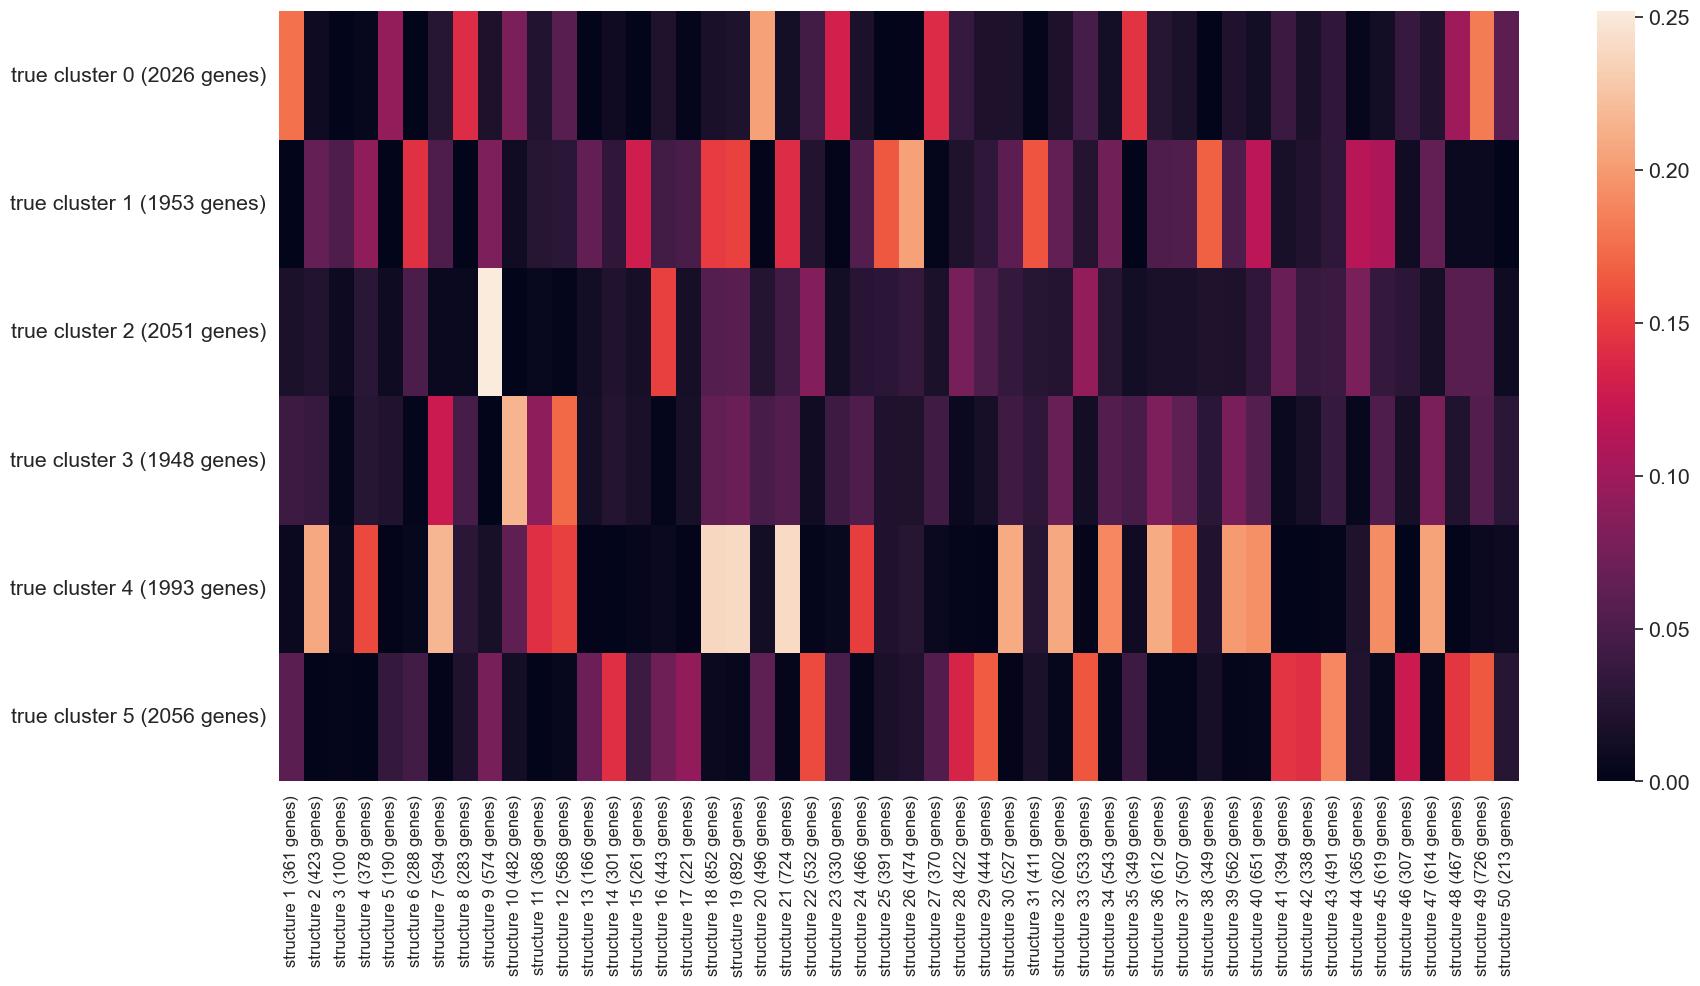 true cluster 0 (2026 genes)
true cluster 1 (1953 genes)
true cluster 2 (2051 genes)
true cluster 3 (1948 genes)
true cluster 4 (1993 genes)
true cluster 5 (2056 genes)
0.25
0.20
0.15
0.10
0.05
0.00
structure 1 (361 genes)
structure 2 (423 genes)
structure 3 (100 genes)
structure 4 (378 genes)
structure 5 (190 genes)
structure 6 (288 genes)
structure 7 (594 genes)
structure 8 (283 genes)
structure 9 (574 genes)
structure 10 (482 genes)
structure 11 (368 genes)
structure 12 (568 genes)
structure 13 (166 genes)
structure 14 (301 genes)
structure 15 (261 genes)
structure 16 (443 genes)
structure 17 (221 genes)
structure 18 (852 genes)
structure 19 (892 genes)
structure 20 (496 genes)
structure 21 (724 genes)
structure 22 (532 genes)
structure 23 (330 genes)
structure 24 (466 genes)
structure 25 (391 genes)
structure 26 (474 genes)
structure 27 (370 genes)
structure 28 (422 genes)
structure 29 (444 genes)
structure 30 (527 genes)
structure 31 (411 genes)
structure 32 (602 genes)
structure 33 (533 genes)
structure 34 (543 genes)
structure 35 (349 genes)
structure 36 (612 genes)
structure 37 (507 genes)
structure 38 (349 genes)
structure 39 (562 genes)
structure 40 (651 genes)
structure 41 (394 genes)
structure 42 (338 genes)
structure 43 (491 genes)
structure 44 (365 genes)
structure 45 (619 genes)
structure 46 (307 genes)
structure 47 (614 genes)
structure 48 (467 genes)
structure 49 (726 genes)
structure 50 (213 genes)